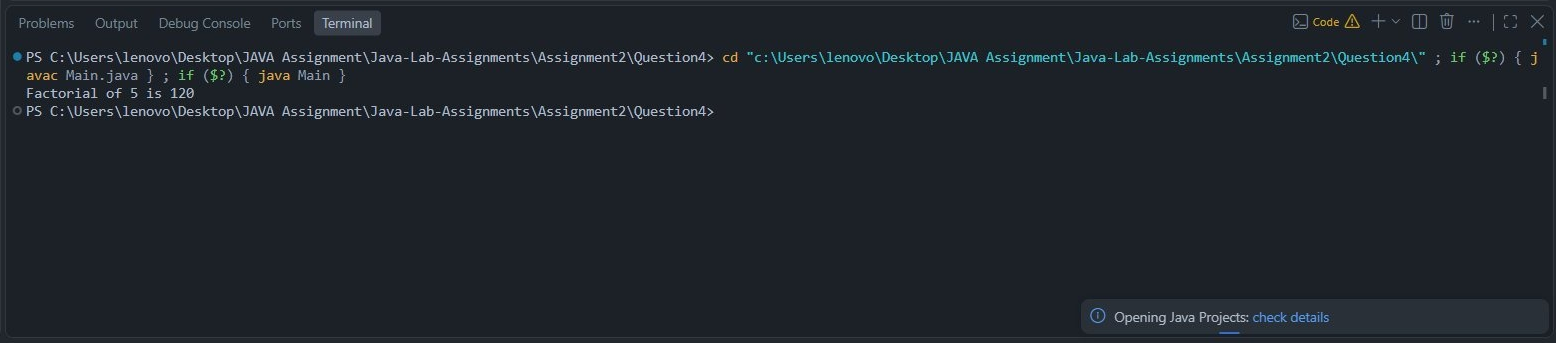 Problems Output Debug Console Ports Terminal Code
PS C:\Users\lenovo\Desktop\JAVA Assignment\Java-Lab-Assignments\Assignment2\Question4> cd "c:\Users\lenovo\Desktop\JAVA Assignment\Java-Lab-Assignments\Assignment2\Question4\" ; if ($?) { j
avac Main.java } ; if ($?) { java Main }
Factorial of 5 is 120
PS C:\Users\lenovo\Desktop\JAVA Assignment\Java-Lab-Assignments\Assignment2\Question4>
Opening Java Projects: check details